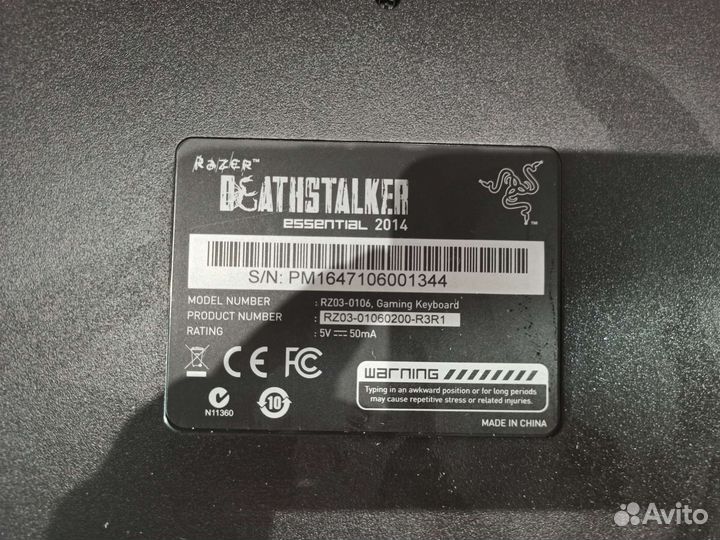 RAZER™
DEATHSTALKER
ESSENTIAL 2014
S/N: PM1647106001344
MODEL NUMBER : RZ03-0106, Gaming Keyboard
PRODUCT NUMBER : RZ03-01060200-R3R1
RATING : 5V ⎓ 50mA
CE FC
N11360
10
WARNING
Typing in an awkward position or for long periods
may cause repetitive stress or related injuries.
MADE IN CHINA
TM
Avito